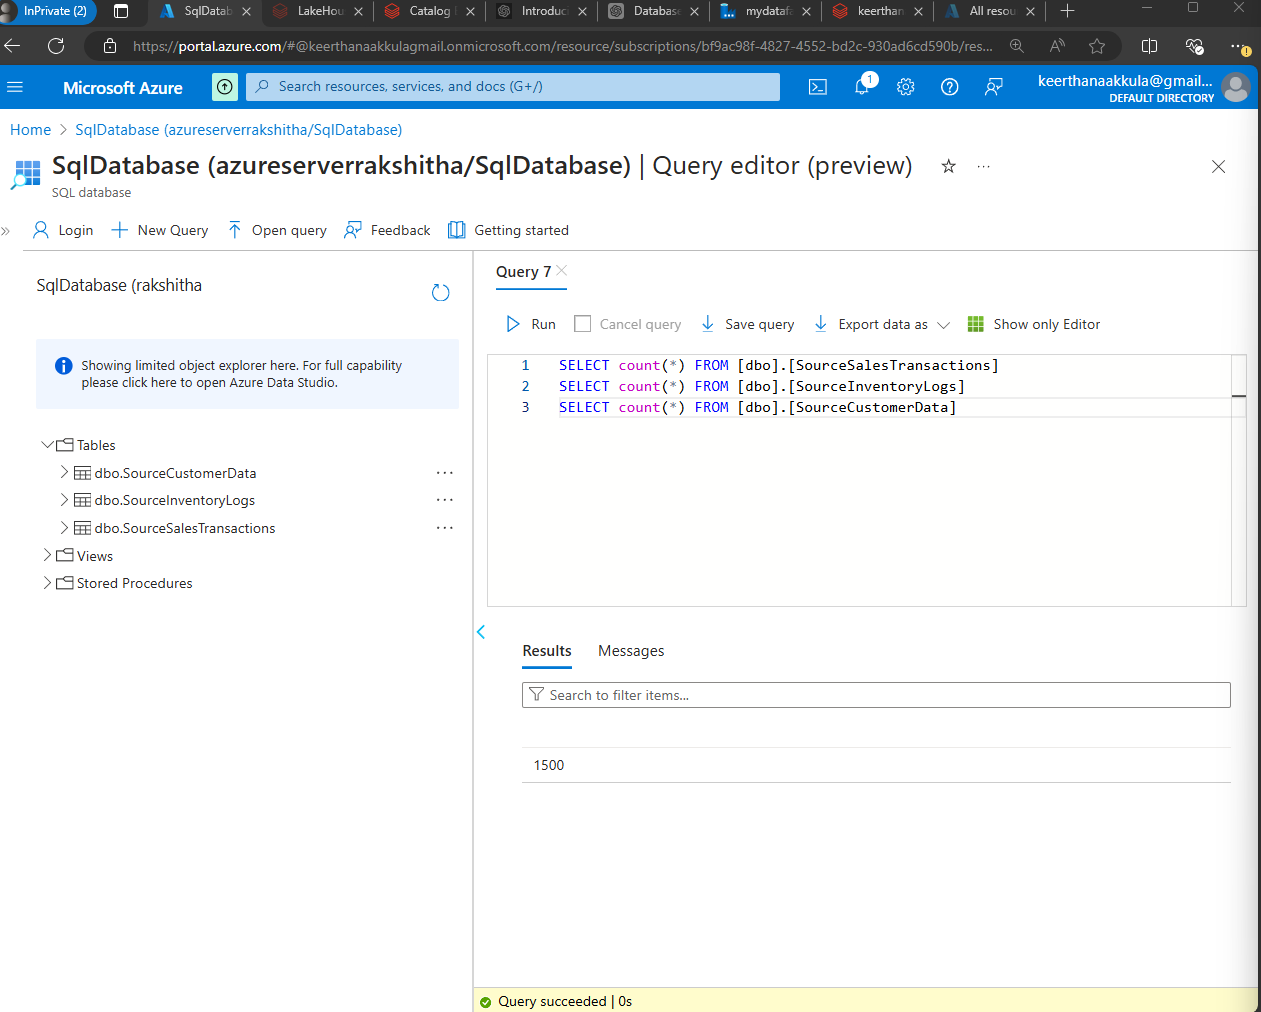 InPrivate (2)
SqlDatab
LakeHou
Catalog
Introduc
Database
mydatafa
keerthan
All resou
https://portal.azure.com/#@keerthanaakkulagmail.onmicrosoft.com/resource/subscriptions/bf9ac98f-4827-4552-bd2c-930ad6cd590b/res...
Microsoft Azure
Search resources, services, and docs (G+/)
1
keerthanaakkula@gmail...
DEFAULT DIRECTORY
Home > SqlDatabase (azureserverrakshitha/SqlDatabase)
SqlDatabase (azureserverrakshitha/SqlDatabase) | Query editor (preview)
SQL database
Login
New Query
Open query
Feedback
Getting started
SqlDatabase (rakshitha
Showing limited object explorer here. For full capability
please click here to open Azure Data Studio.
Tables
dbo.SourceCustomerData
dbo.SourceInventoryLogs
dbo.SourceSalesTransactions
Views
Stored Procedures
Query 7
Run
Cancel query
Save query
Export data as
Show only Editor
1 SELECT count(*) FROM [dbo].[SourceSalesTransactions]
2 SELECT count(*) FROM [dbo].[SourceInventoryLogs]
3 SELECT count(*) FROM [dbo].[SourceCustomerData]
Results
Messages
Search to filter items...
1500
Query succeeded | 0s